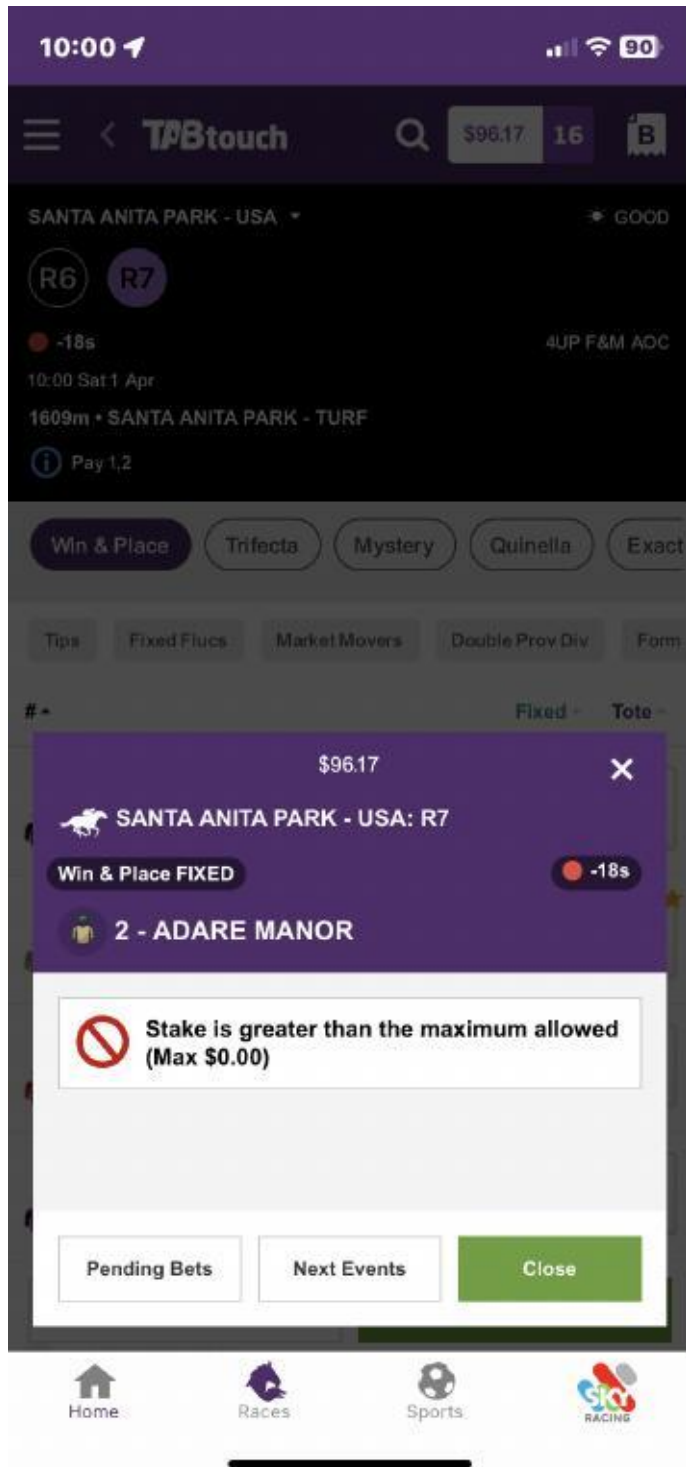 10:00
90
TABtouch
$96.17 16
B
SANTA ANITA PARK - USA
GOOD
R6 R7
-18s
4UP F&M AOC
10:00 Sat 1 Apr
1609m • SANTA ANITA PARK - TURF
i Pay 1,2
Win & Place Trifecta Mystery Quinella Exact
Tips Fixed Flucs Market Movers Double Prov Div Form
# Fixed Tote
$96.17
SANTA ANITA PARK - USA: R7
Win & Place FIXED
-18s
2 - ADARE MANOR
Stake is greater than the maximum allowed
(Max $0.00)
Pending Bets Next Events Close
Home Races Sports
SKY
RACING